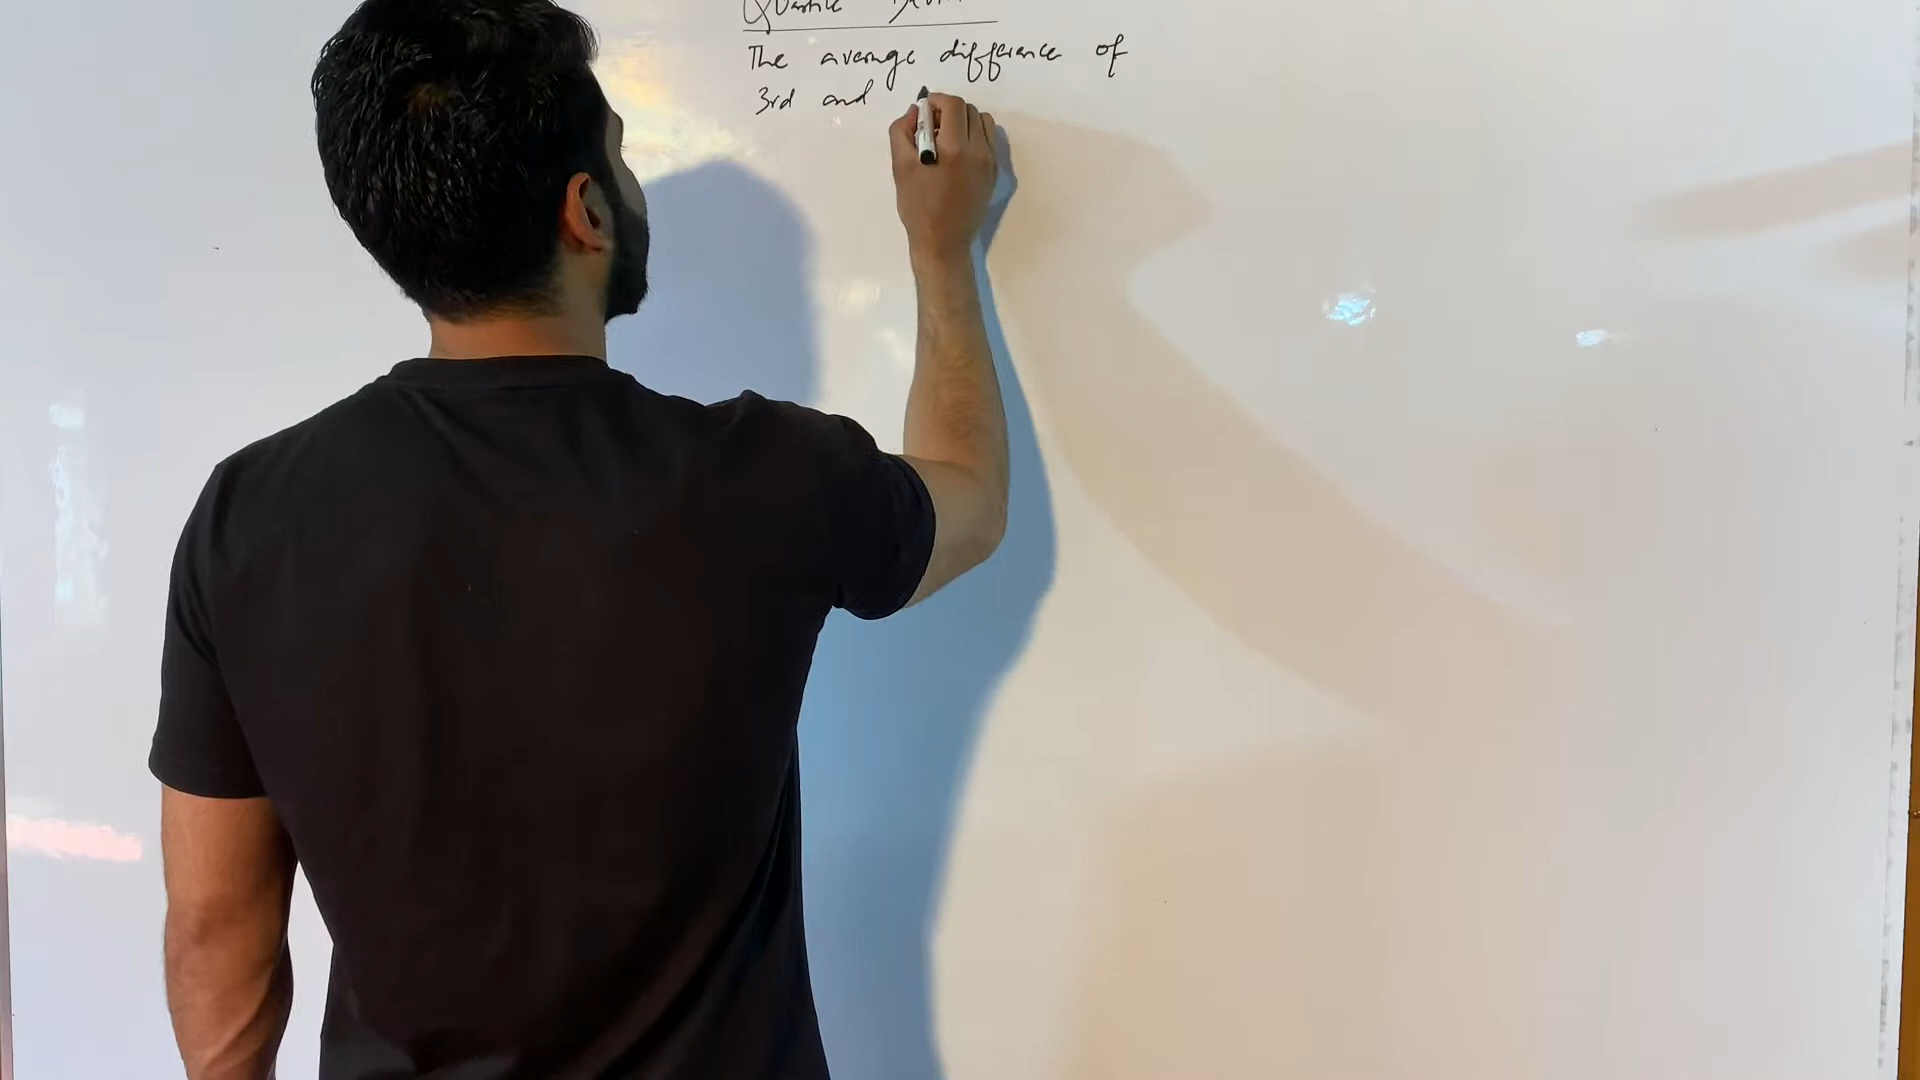 The average difference of
3rd and